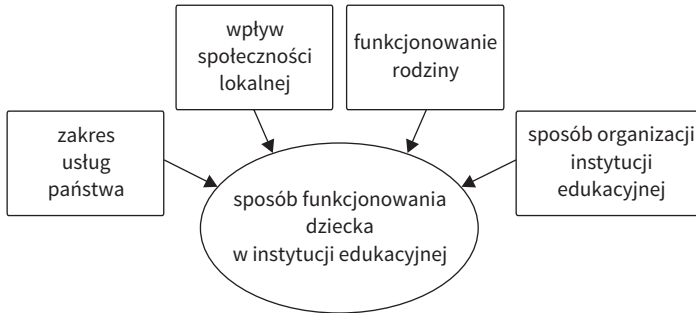 wpływ
społeczności
lokalnej
funkcjonowanie
rodziny
zakres
usług
państwa
sposób organizacji
instytucji
edukacyjnej
sposób funkcjonowania
dziecka
w instytucji edukacyjnej